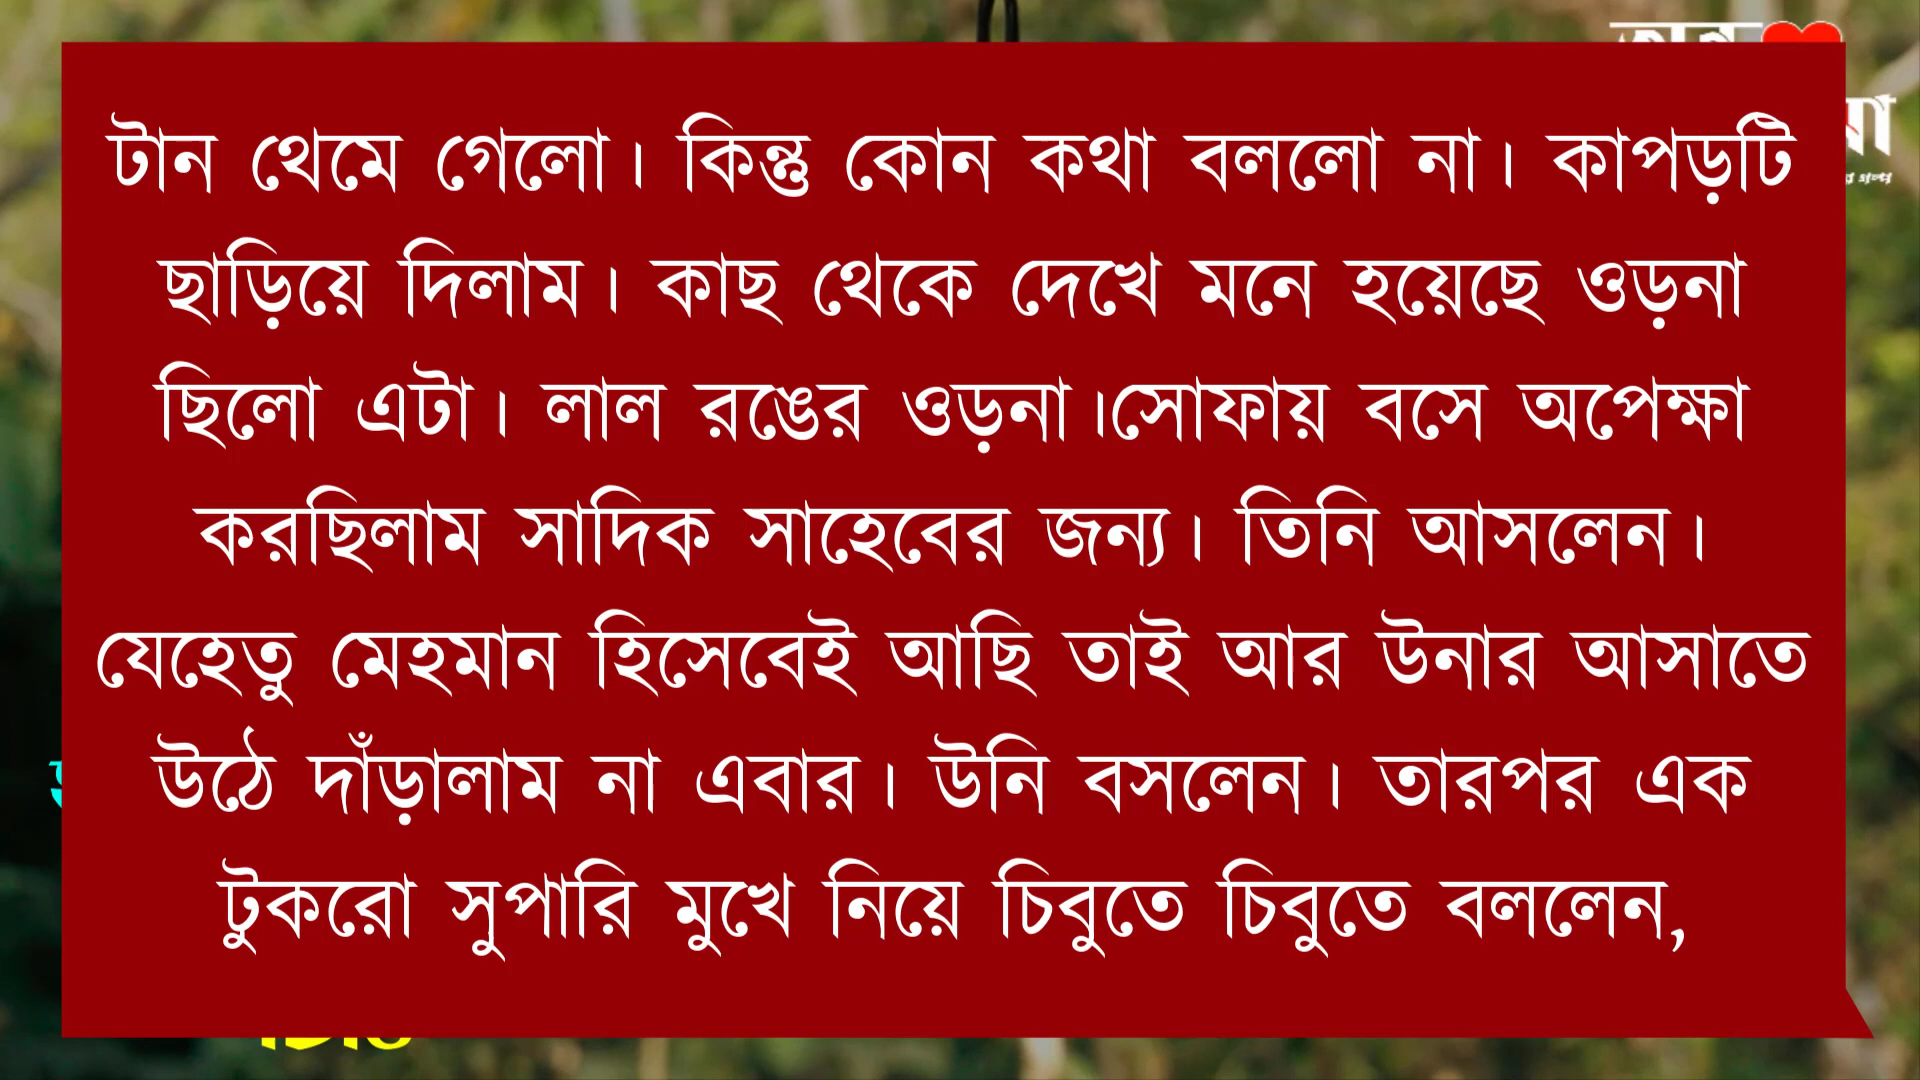 টান থেমে গেলো। কিন্তু কোন কথা বললো না। কাপড়টি
ছাড়িয়ে দিলাম। কাছ থেকে দেখে মনে হয়েছে ওড়না
ছিলো এটা। লাল রঙের ওড়না।সোফায় বসে অপেক্ষা
করছিলাম সাদিক সাহেবের জন্য। তিনি আসলেন।
যেহেতু মেহমান হিসেবেই আছি তাই আর উনার আসাতে
উঠে দাঁড়ালাম না এবার। উনি বসলেন। তারপর এক
টুকরো সুপারি মুখে নিয়ে চিবুতে চিবুতে বললেন,